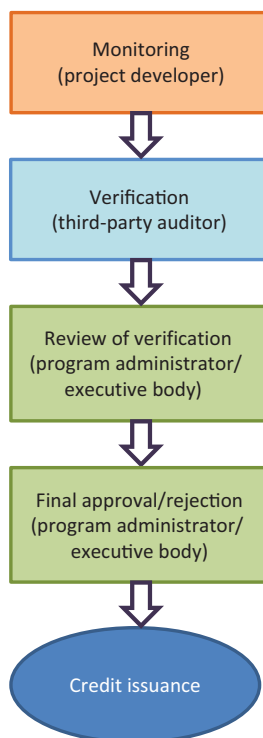 Monitoring
(project developer)
Verification
(third-party auditor)
Review of verification
(program administrator/
executive body)
Final approval/rejection
(program administrator/
executive body)
Credit issuance